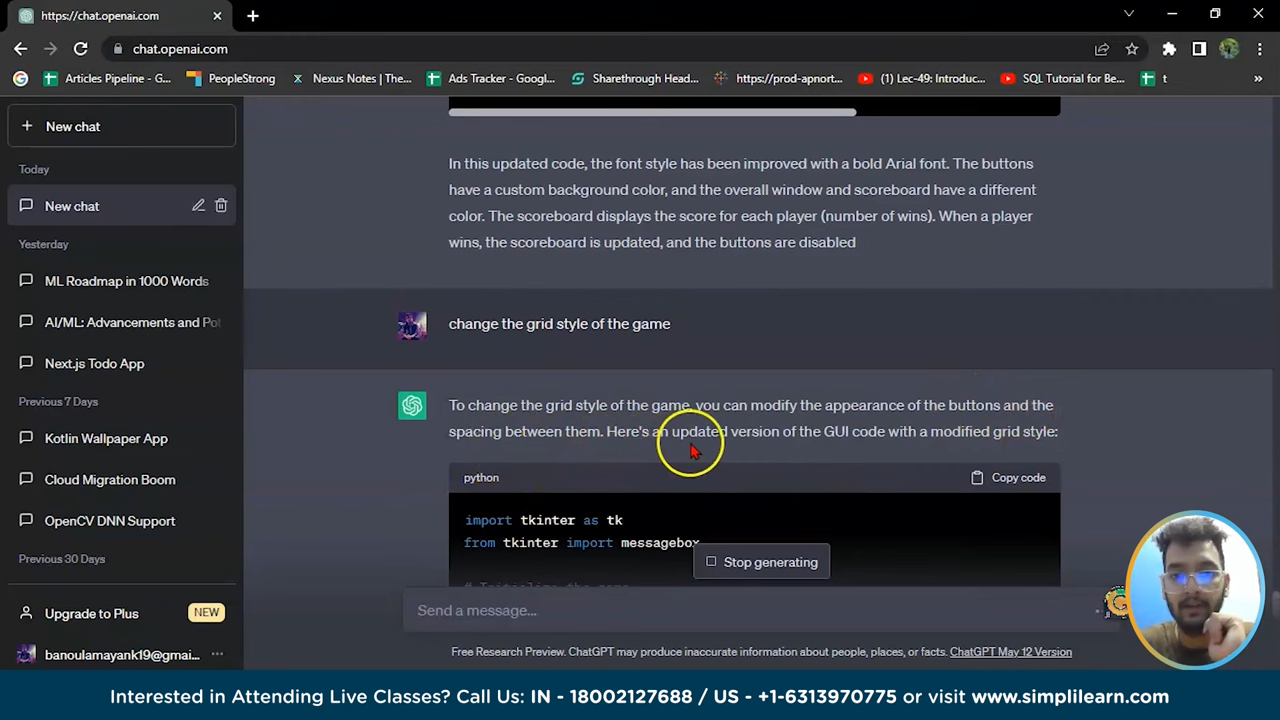 https://chat.openai.com
chat.openai.com
Articles Pipeline - G...
PeopleStrong
Nexus Notes | The...
Ads Tracker - Googl...
Sharethrough Head...
https://prod-apnort...
(1) Lec-49: Introduc...
SQL Tutorial for Be...
t
New chat
Today
New chat
Yesterday
ML Roadmap in 1000 Words
AI/ML: Advancements and Pot
Next.js Todo App
Previous 7 Days
Kotlin Wallpaper App
Cloud Migration Boom
OpenCV DNN Support
Previous 30 Days
Upgrade to Plus
NEW
banoulamayank19@gmai...
In this updated code, the font style has been improved with a bold Arial font. The buttons
have a custom background color, and the overall window and scoreboard have a different
color. The scoreboard displays the score for each player (number of wins). When a player
wins, the scoreboard is updated, and the buttons are disabled
change the grid style of the game
To change the grid style of the game, you can modify the appearance of the buttons and the
spacing between them. Here's an updated version of the GUI code with a modified grid style:
python
Copy code
import tkinter as tk
from tkinter import messagebox
# Initialize the game
Stop generating
Send a message...
Free Research Preview. ChatGPT may produce inaccurate information about people, places, or facts. ChatGPT May 12 Version
Interested in Attending Live Classes? Call Us: IN - 18002127688 / US - +1-6313970775 or visit www.simplilearn.com